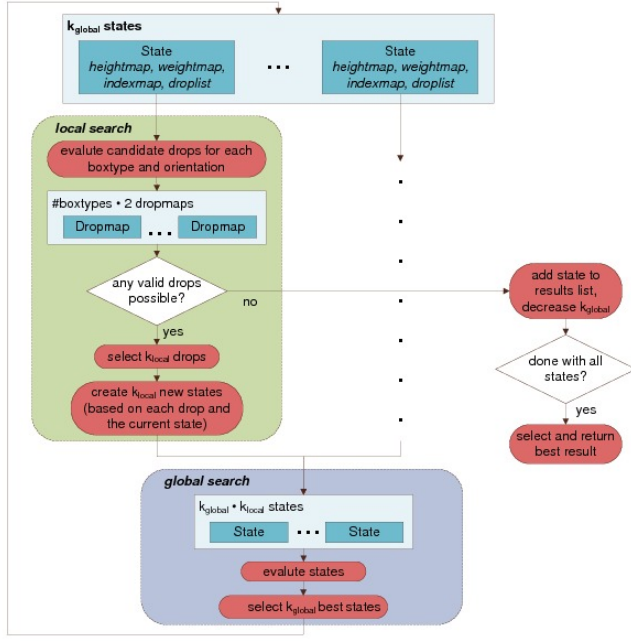 k_global states
State
heightmap, weightmap,
indexmap, droplist
...
State
heightmap, weightmap,
indexmap, droplist
local search
evalute candidate drops for each
boxtype and orientation
#boxtypes • 2 dropmaps
Dropmap ... Dropmap
any valid drops
possible?
no
yes
select k_local drops
create k_local new states
(based on each drop and
the current state)
add state to
results list,
decrease k_global
done with all
states?
yes
select and return
best result
global search
k_global • k_local states
State ... State
evalute states
select k_global best states